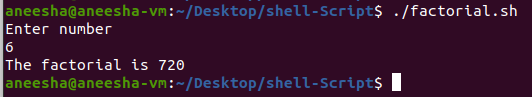 aneesha@aneesha-vm:~/Desktop/shell-Script$ ./factorial.sh
Enter number
6
The factorial is 720
aneesha@aneesha-vm:~/Desktop/shell-Script$